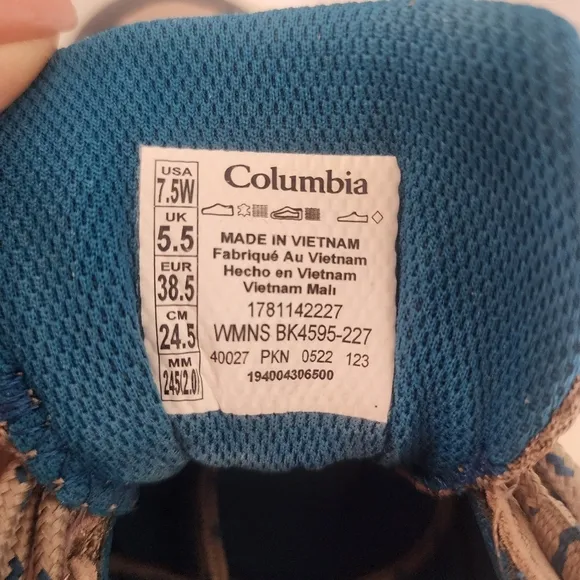 USA
7.5W
UK
5.5
EUR
38.5
CM
24.5
MM
245(2.0)
Columbia
MADE IN VIETNAM
Fabriqué Au Vietnam
Hecho en Vietnam
Vietnam Malı
1781142227
WMNS BK4595-227
40027 PKN 0522 123
194004306500